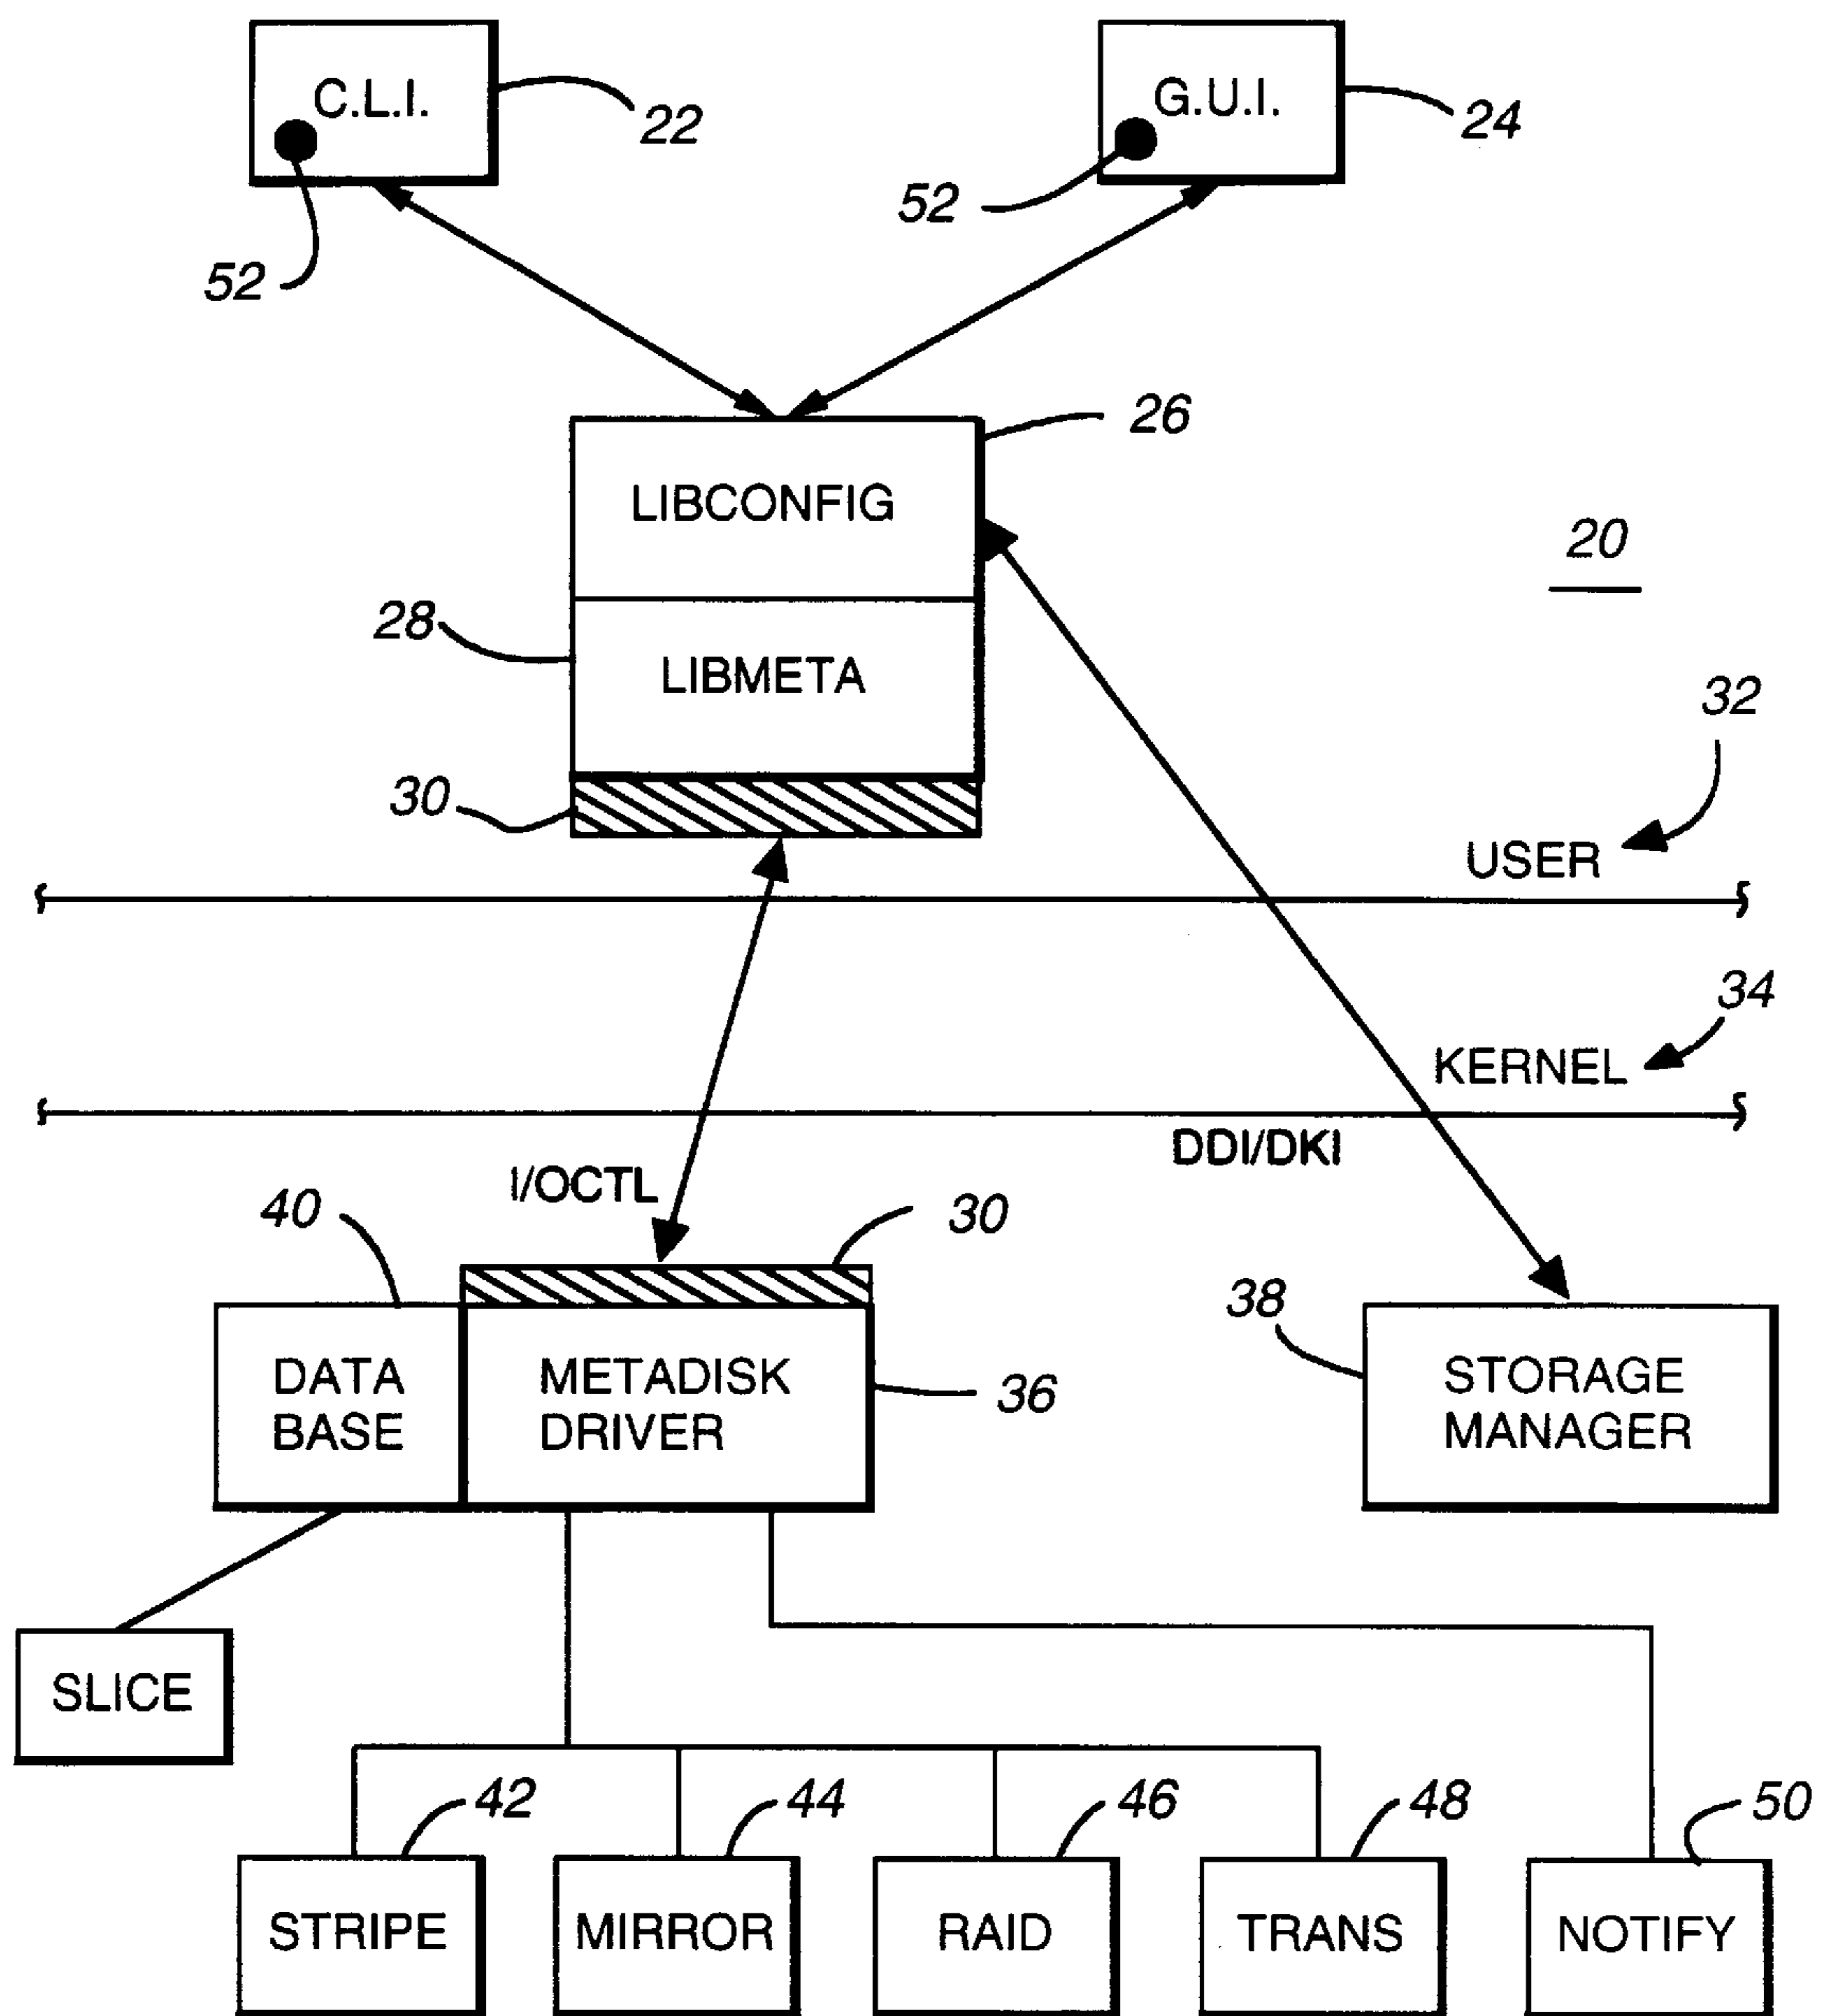 C.L.I.
22
52
G.U.I.
24
52
26
LIBCONFIG
20
28
LIBMETA
32
30
USER
34
KERNEL
DDI/DKI
I/OCTL
40
30
38
DATA
BASE
METADISK
DRIVER
36
STORAGE
MANAGER
SLICE
42
44
46
48
50
STRIPE
MIRROR
RAID
TRANS
NOTIFY